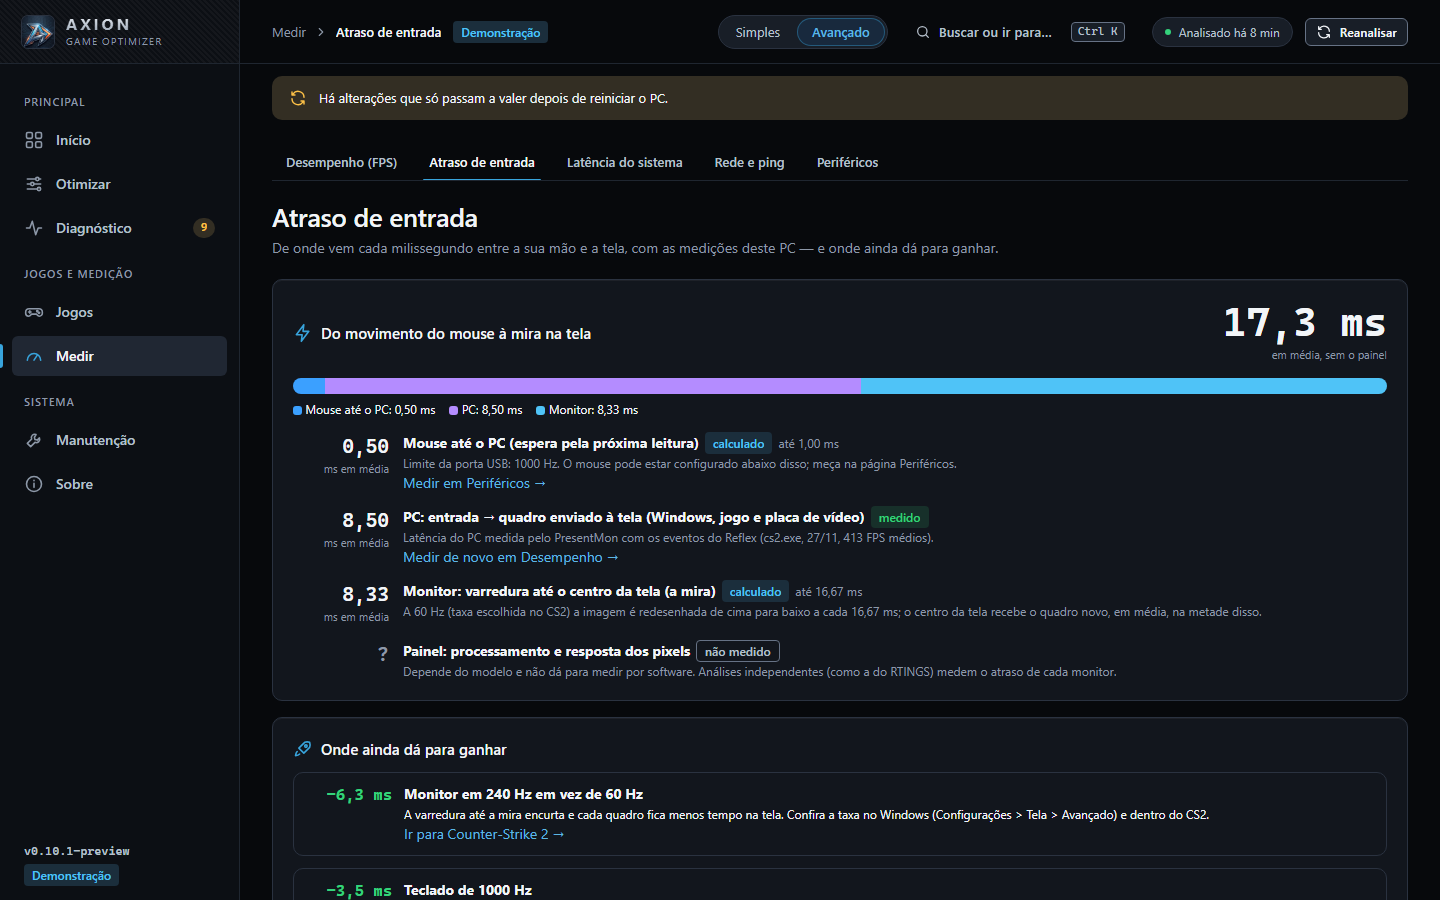 AXION
GAME OPTIMIZER
Medir > Atraso de entrada Demonstração
Simples Avançado
Buscar ou ir para... Ctrl K
Analisado há 8 min
Reanalisar
PRINCIPAL
Início
Otimizar
Diagnóstico 9
JOGOS E MEDIÇÃO
Jogos
Medir
SISTEMA
Manutenção
Sobre
v0.10.1-preview
Demonstração
Há alterações que só passam a valer depois de reiniciar o PC.
Desempenho (FPS) Atraso de entrada Latência do sistema Rede e ping Periféricos
Atraso de entrada
De onde vem cada milissegundo entre a sua mão e a tela, com as medições deste PC — e onde ainda dá para ganhar.
Do movimento do mouse à mira na tela
17,3 ms
em média, sem o painel
Mouse até o PC: 0,50 ms PC: 8,50 ms Monitor: 8,33 ms
0,50
ms em média
Mouse até o PC (espera pela próxima leitura) calculado até 1,00 ms
Limite da porta USB: 1000 Hz. O mouse pode estar configurado abaixo disso; meça na página Periféricos.
Medir em Periféricos →
8,50
ms em média
PC: entrada → quadro enviado à tela (Windows, jogo e placa de vídeo) medido
Latência do PC medida pelo PresentMon com os eventos do Reflex (cs2.exe, 27/11, 413 FPS médios).
Medir de novo em Desempenho →
8,33
ms em média
Monitor: varredura até o centro da tela (a mira) calculado até 16,67 ms
A 60 Hz (taxa escolhida no CS2) a imagem é redesenhada de cima para baixo a cada 16,67 ms; o centro da tela recebe o quadro novo, em média, na metade disso.
?
Painel: processamento e resposta dos pixels não medido
Depende do modelo e não dá para medir por software. Análises independentes (como a do RTINGS) medem o atraso de cada monitor.
Onde ainda dá para ganhar
−6,3 ms
Monitor em 240 Hz em vez de 60 Hz
A varredura até a mira encurta e cada quadro fica menos tempo na tela. Confira a taxa no Windows (Configurações > Tela > Avançado) e dentro do CS2.
Ir para Counter-Strike 2 →
−3,5 ms
Teclado de 1000 Hz